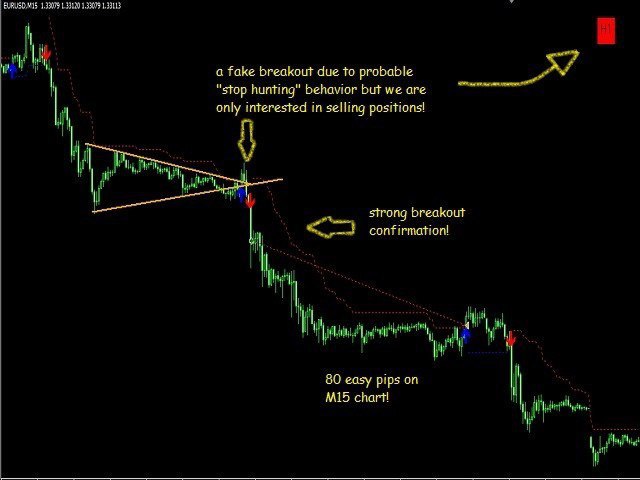 EURUSD,M15 1.33079 1.33120 1.33079 1.33113
H1
a fake breakout due to probable
"stop hunting" behavior but we are
only interested in selling positions!
strong breakout
confirmation!
80 easy pips on
M15 chart!